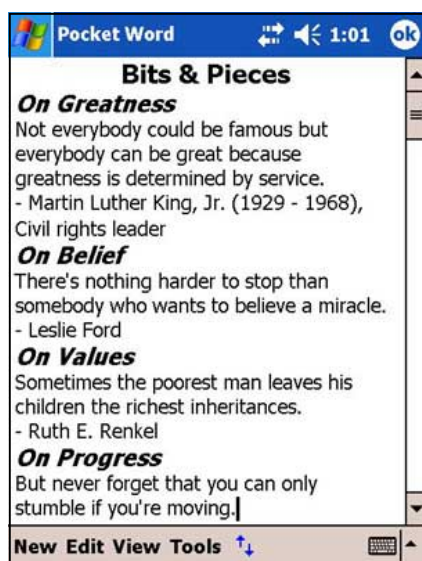 Pocket Word 1:01 ok
Bits & Pieces
On Greatness
Not everybody could be famous but
everybody can be great because
greatness is determined by service.
- Martin Luther King, Jr. (1929 - 1968),
Civil rights leader
On Belief
There's nothing harder to stop than
somebody who wants to believe a miracle.
- Leslie Ford
On Values
Sometimes the poorest man leaves his
children the richest inheritances.
- Ruth E. Renkel
On Progress
But never forget that you can only
stumble if you're moving.
New Edit View Tools